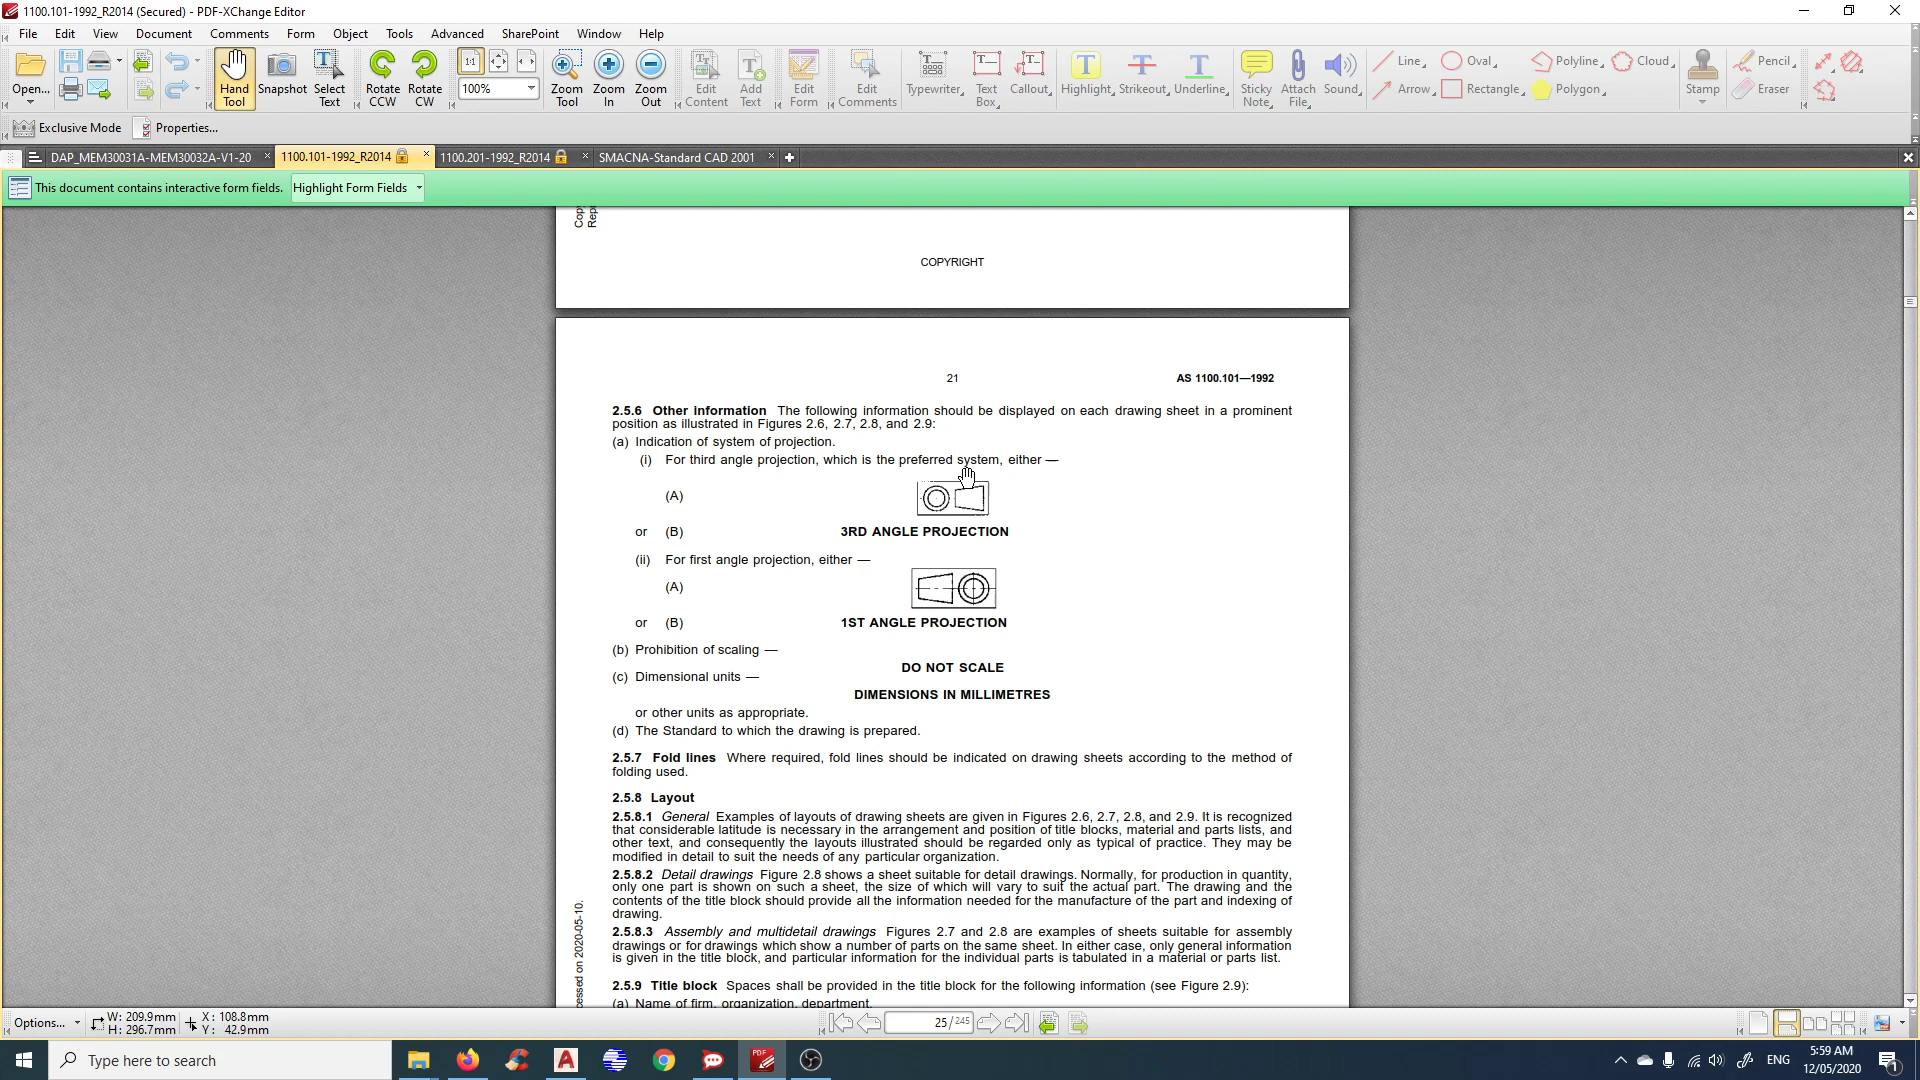 1100.101-1992_R2014 (Secured) - PDF-XChange Editor
File Edit View Document Comments Form Object Tools Advanced SharePoint Window Help
Open... Hand Tool Snapshot Select Text Rotate CCW Rotate CW 1:1 100% Zoom Tool Zoom In Zoom Out Edit Content Add Text Edit Form Edit Comments Typewriter Text Box Callout Highlight Strikeout Underline Sticky Note Attach File Sound Line Arrow Oval Rectangle Polyline Polygon Cloud Stamp Pencil Eraser
Exclusive Mode Properties...
DAP_MEM30031A-MEM30032A-V1-20 1100.101-1992_R2014 1100.201-1992_R2014 SMACNA-Standard CAD 2001
This document contains interactive form fields. Highlight Form Fields
Cop
Rep
COPYRIGHT
21 AS 1100.101—1992
2.5.6 Other information The following information should be displayed on each drawing sheet in a prominent
position as illustrated in Figures 2.6, 2.7, 2.8, and 2.9:
(a) Indication of system of projection.
(i) For third angle projection, which is the preferred system, either —
(A)
or (B) 3RD ANGLE PROJECTION
(ii) For first angle projection, either —
(A)
or (B) 1ST ANGLE PROJECTION
(b) Prohibition of scaling —
DO NOT SCALE
(c) Dimensional units —
DIMENSIONS IN MILLIMETRES
or other units as appropriate.
(d) The Standard to which the drawing is prepared.
2.5.7 Fold lines Where required, fold lines should be indicated on drawing sheets according to the method of
folding used.
2.5.8 Layout
2.5.8.1 General Examples of layouts of drawing sheets are given in Figures 2.6, 2.7, 2.8, and 2.9. It is recognized
that considerable latitude is necessary in the arrangement and position of title blocks, material and parts lists, and
other text, and consequently the layouts illustrated should be regarded only as typical of practice. They may be
modified in detail to suit the needs of any particular organization.
2.5.8.2 Detail drawings Figure 2.8 shows a sheet suitable for detail drawings. Normally, for production in quantity,
only one part is shown on such a sheet, the size of which will vary to suit the actual part. The drawing and the
contents of the title block should provide all the information needed for the manufacture of the part and indexing of
drawing.
2.5.8.3 Assembly and multidetail drawings Figures 2.7 and 2.8 are examples of sheets suitable for assembly
drawings or for drawings which show a number of parts on the same sheet. In either case, only general information
is given in the title block, and particular information for the individual parts is tabulated in a material or parts list.
2.5.9 Title block Spaces shall be provided in the title block for the following information (see Figure 2.9):
(a) Name of firm, organization, department.
cessed on 2020-05-10.
Options... W: 209.9mm X: 108.8mm
H: 296.7mm Y: 42.9mm
25/245
Type here to search
PDF
ENG 5:59 AM
12/05/2020
1